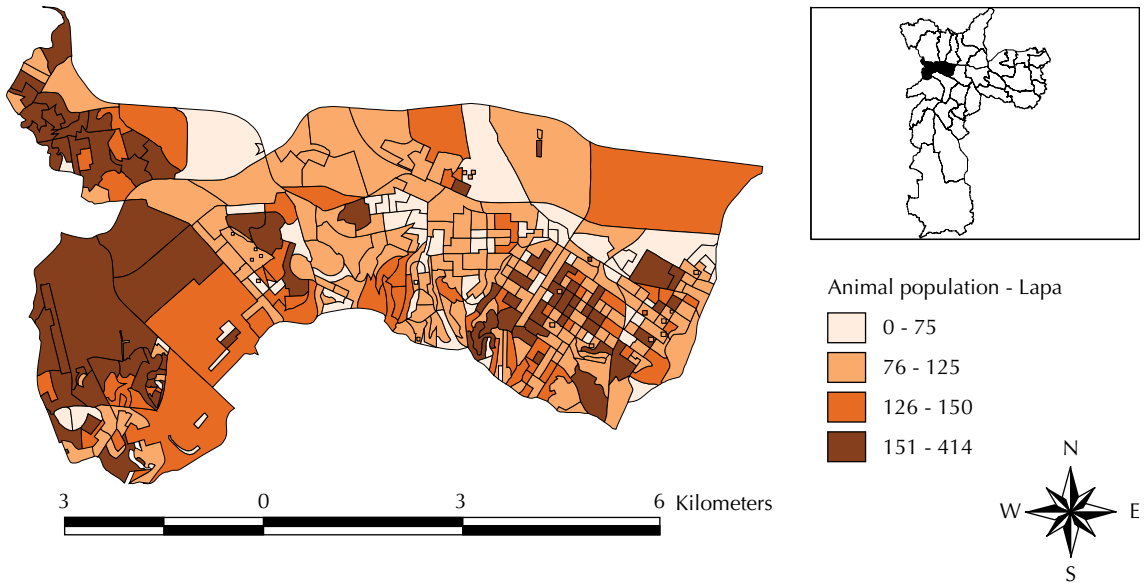 Animal population - Lapa
0 - 75
76 - 125
126 - 150
151 - 414
3 0 3 6 Kilometers
N
W E
S